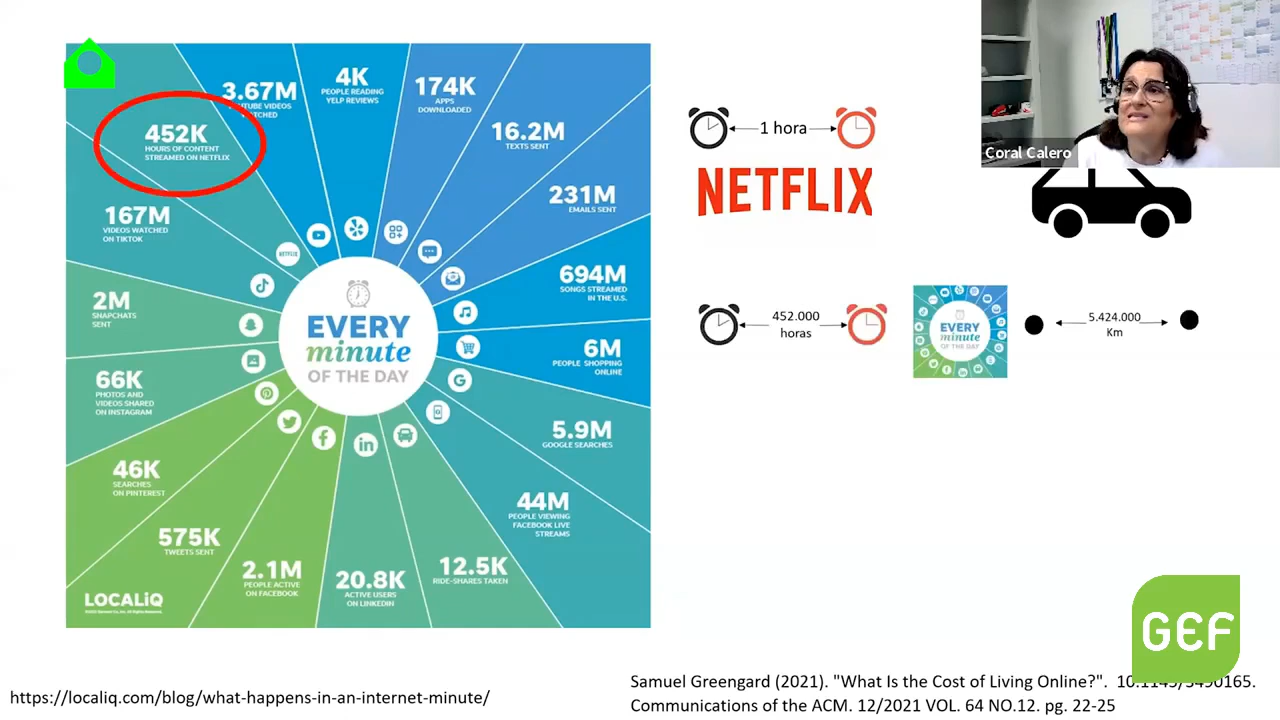 3.67M
YOUTUBE VIDEOS
WATCHED
4K
PEOPLE READING
YELP REVIEWS
174K
APPS
DOWNLOADED
16.2M
TEXTS SENT
231M
EMAILS SENT
694M
SONGS STREAMED
IN THE U.S.
6M
PEOPLE SHOPPING
ONLINE
5.9M
GOOGLE SEARCHES
44M
PEOPLE VIEWING
FACEBOOK LIVE
STREAMS
12.5K
RIDE-SHARES TAKEN
20.8K
ACTIVE USERS
ON LINKEDIN
2.1M
PEOPLE ACTIVE
ON FACEBOOK
575K
TWEETS SENT
46K
SEARCHES
ON PINTEREST
66K
PHOTOS AND
VIDEOS SHARED
ON INSTAGRAM
2M
SNAPCHATS
SENT
167M
VIDEOS WATCHED
ON TIKTOK
452K
HOURS OF CONTENT
STREAMED ON NETFLIX
NETFLIX
EVERY
minute
OF THE DAY
LOCALiQ
1 hora
NETFLIX
Coral Calero
452.000
horas
EVERY
minute
OF THE DAY
5.424.000
Km
GEF
https://localiq.com/blog/what-happens-in-an-internet-minute/
Samuel Greengard (2021). "What Is the Cost of Living Online?". 10.1145/3490165.
Communications of the ACM. 12/2021 VOL. 64 NO.12. pg. 22-25